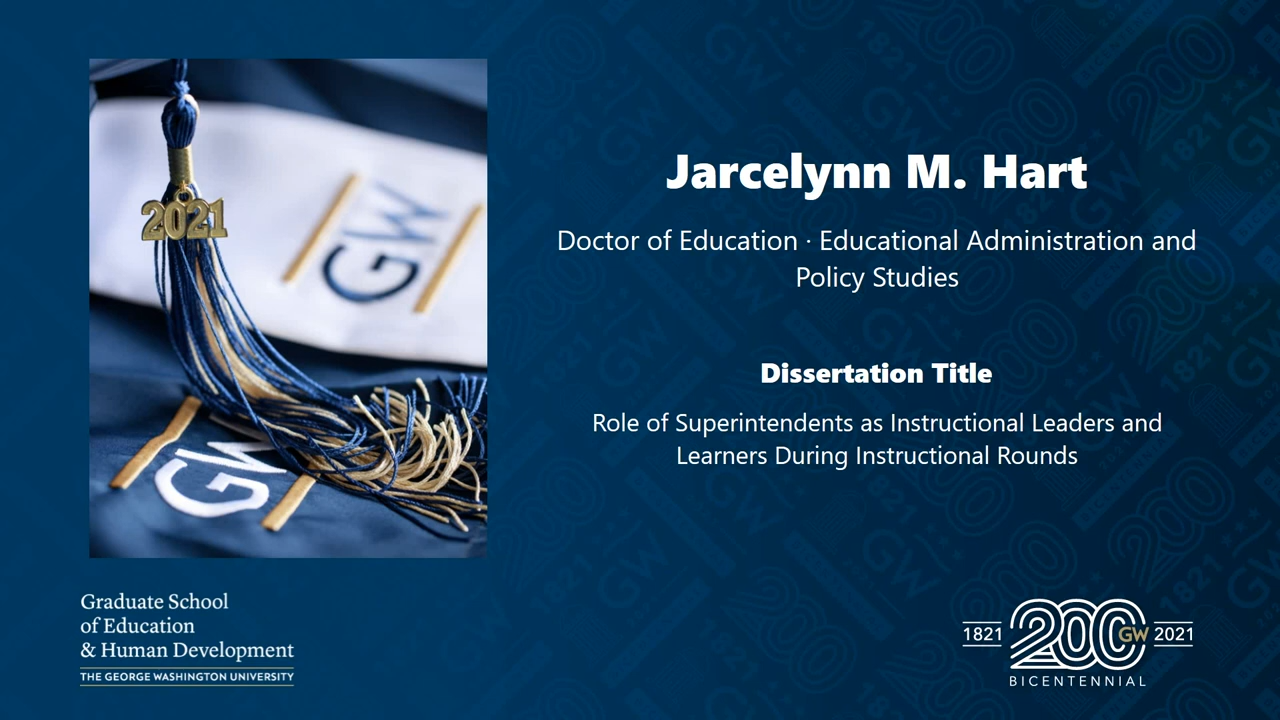 2021
GW
GW
Jarcelynn M. Hart
Doctor of Education · Educational Administration and
Policy Studies
Dissertation Title
Role of Superintendents as Instructional Leaders and
Learners During Instructional Rounds
Graduate School
of Education
& Human Development
THE GEORGE WASHINGTON UNIVERSITY
1821 200 GW 2021
BICENTENNIAL